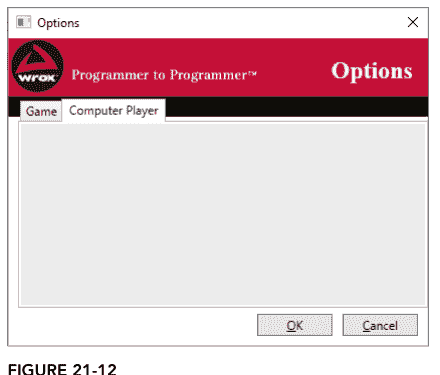 Options
wrox
Programmer to Programmer™
Options
Game
Computer Player
OK
Cancel
FIGURE 21-12